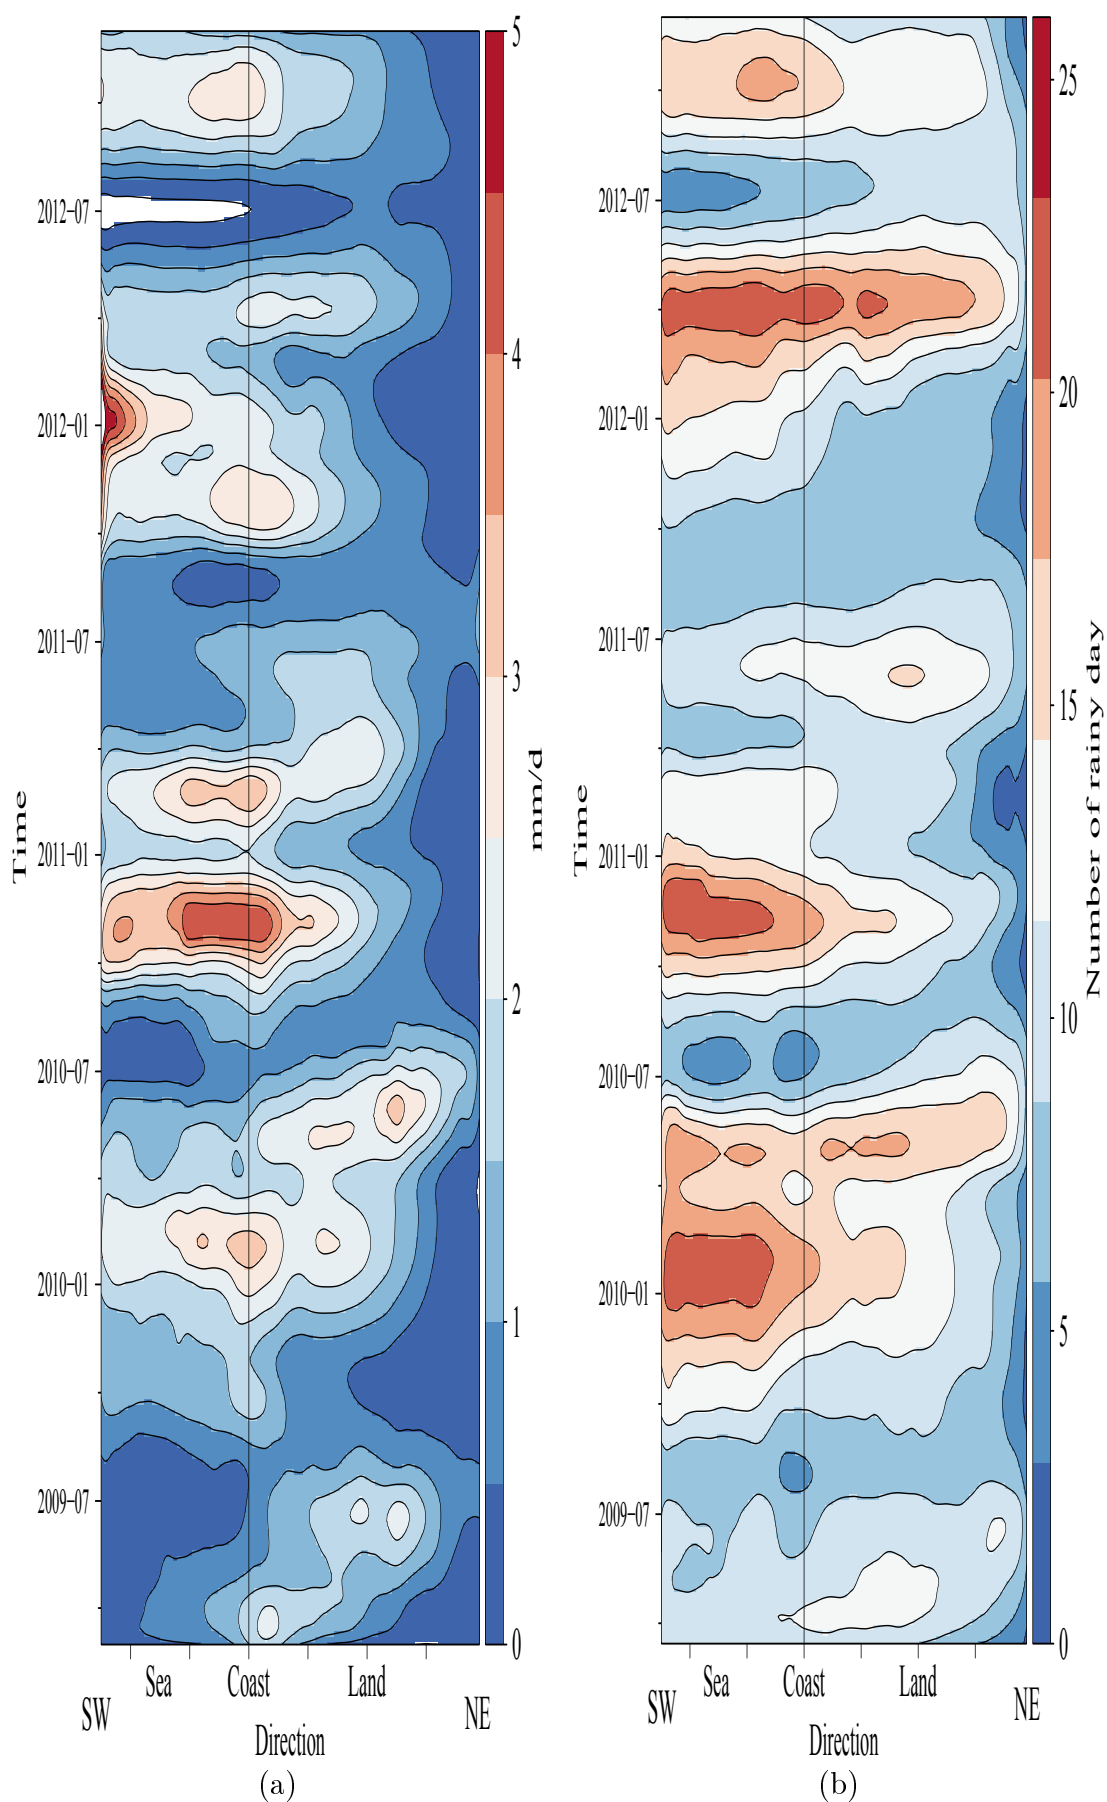 5
4
3
2
1
0
mm/d
2012-07
2012-01
2011-07
2011-01
2010-07
2010-01
2009-07
Time
Sea
Coast
Land
SW
NE
Direction
(a)
25
20
15
10
5
0
Number of rainy day
2012-07
2012-01
2011-07
2011-01
2010-07
2010-01
2009-07
Time
Sea
Coast
Land
SW
NE
Direction
(b)